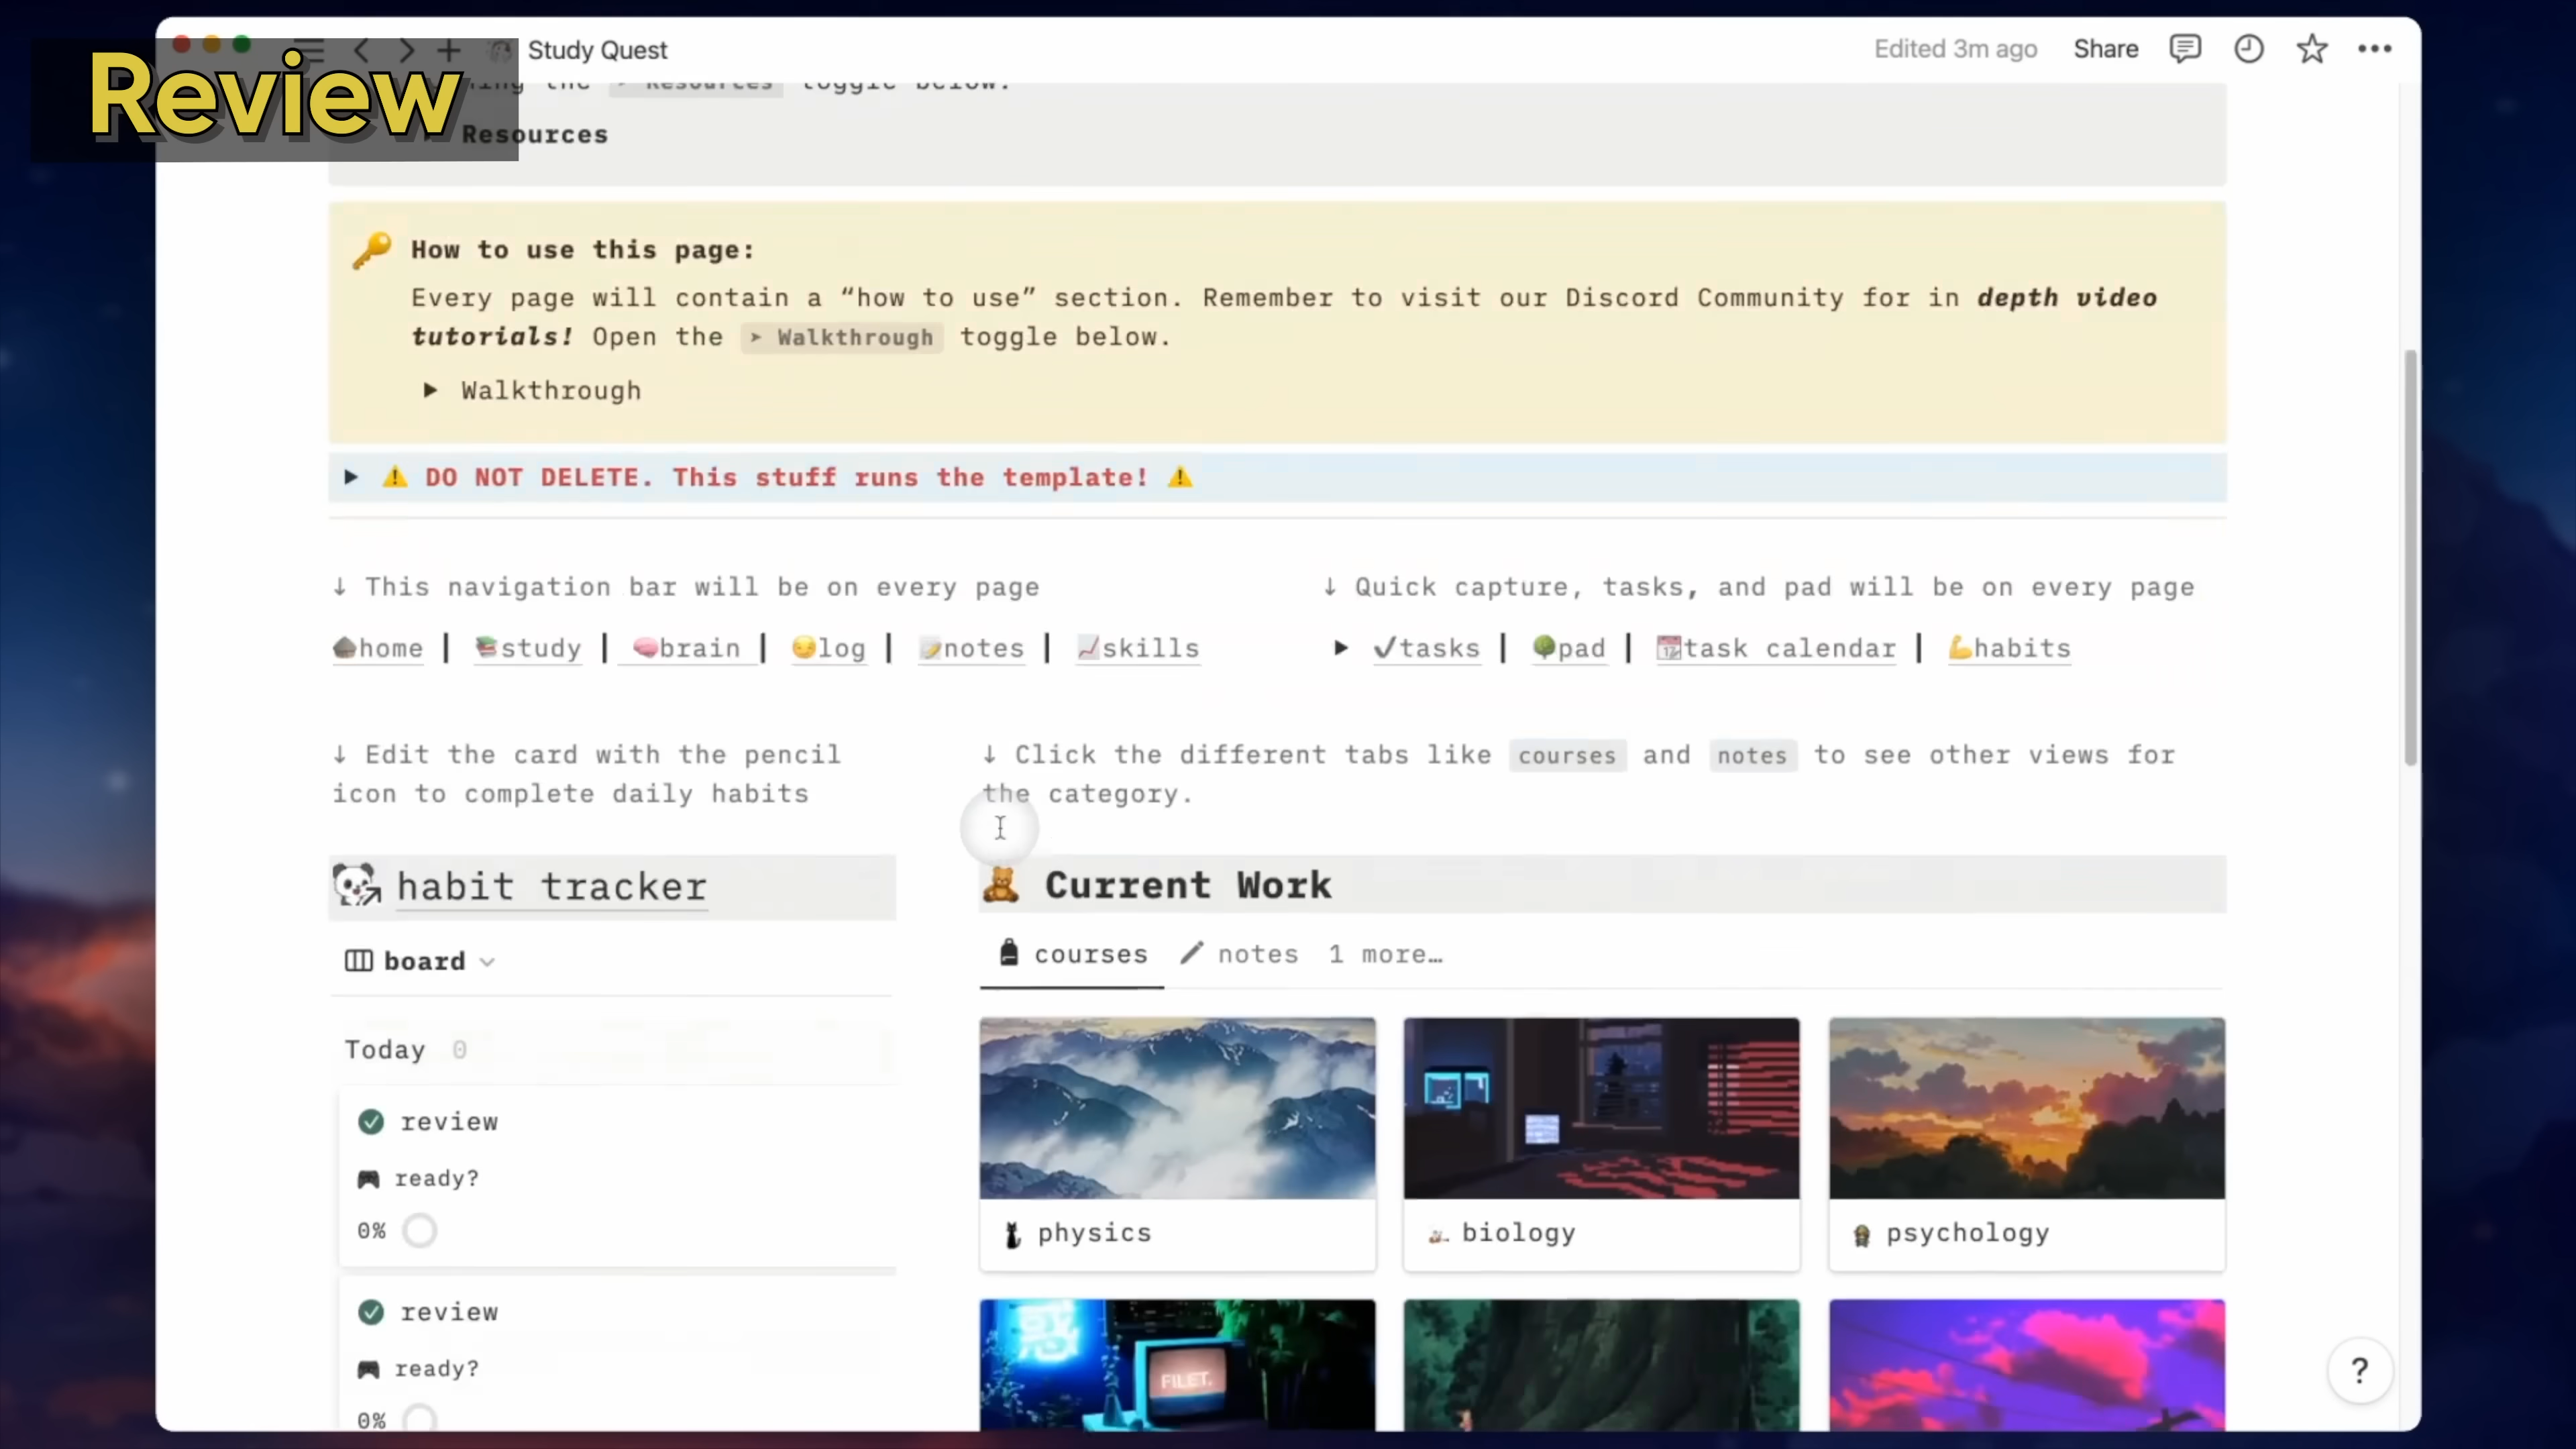 Review
Study Quest
Edited 3m ago
Share
Resources toggle below.
Resources
How to use this page:
Every page will contain a “how to use” section. Remember to visit our Discord Community for in depth video
tutorials! Open the ➤ Walkthrough toggle below.
Walkthrough
DO NOT DELETE. This stuff runs the template!
↓ This navigation bar will be on every page
↓ Quick capture, tasks, and pad will be on every page
home | study | brain | log | notes | skills
✓tasks | pad | task calendar | habits
↓ Edit the card with the pencil
icon to complete daily habits
↓ Click the different tabs like courses and notes to see other views for
the category.
habit tracker
Current Work
board
courses notes 1 more…
Today 0
review
ready?
0%
physics
biology
psychology
review
ready?
0%
FILET.
?